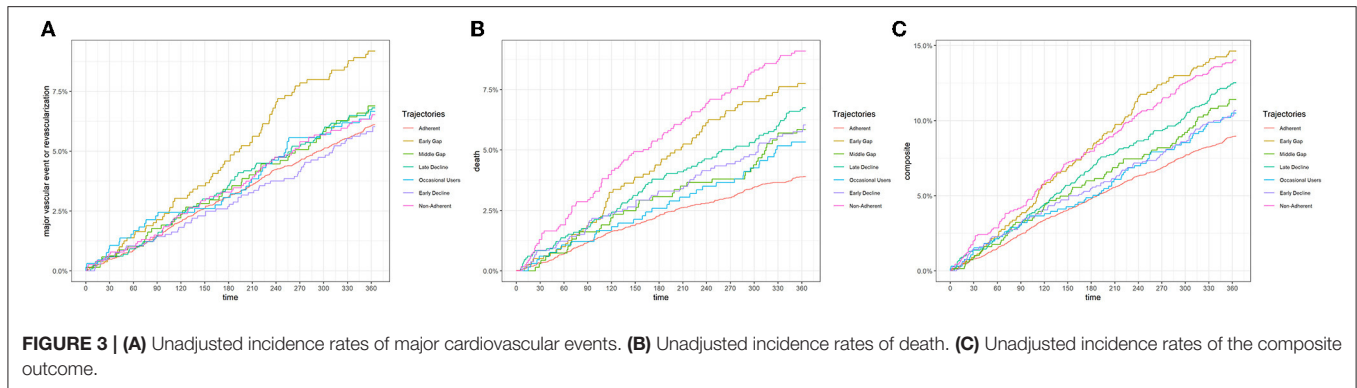 A
major vascular event or revascularization
7.5%
5.0%
2.5%
0.0%
0 30 60 90 120 150 180 210 240 270 300 330 360
time
Trajectories
Adherent
Early Gap
Middle Gap
Late Decline
Occasional Users
Early Decline
Non-Adherent
B
death
7.5%
5.0%
2.5%
0.0%
0 30 60 90 120 150 180 210 240 270 300 330 360
time
Trajectories
Adherent
Early Gap
Middle Gap
Late Decline
Occasional Users
Early Decline
Non-Adherent
C
composite
15.0%
10.0%
5.0%
0.0%
0 30 60 90 120 150 180 210 240 270 300 330 360
time
Trajectories
Adherent
Early Gap
Middle Gap
Late Decline
Occasional Users
Early Decline
Non-Adherent
FIGURE 3 | (A) Unadjusted incidence rates of major cardiovascular events. (B) Unadjusted incidence rates of death. (C) Unadjusted incidence rates of the composite
outcome.